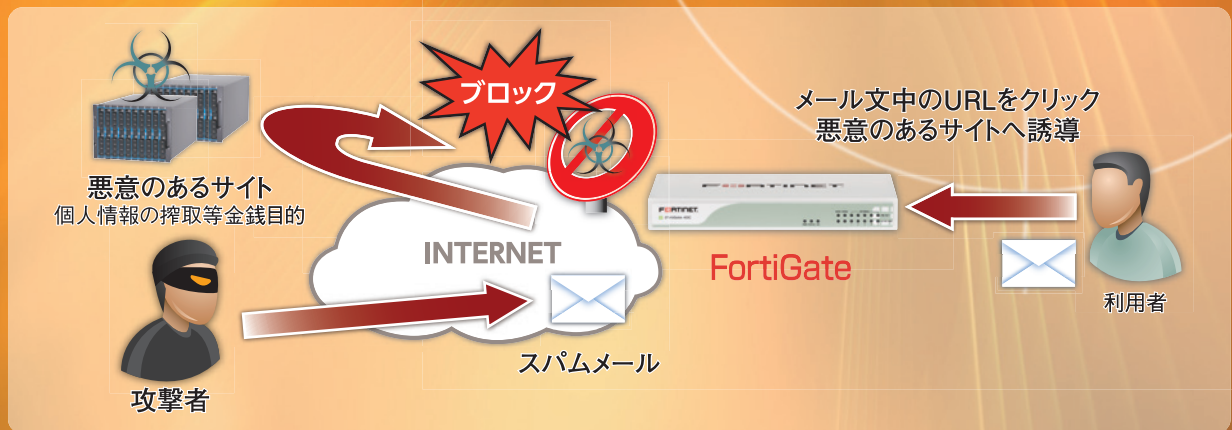 ブロック
メール文中のURLをクリック
悪意のあるサイトへ誘導
悪意のあるサイト
個人情報の搾取等金銭目的
FORTINET
FORTINET
INTERNET
FortiGate
利用者
スパムメール
攻撃者